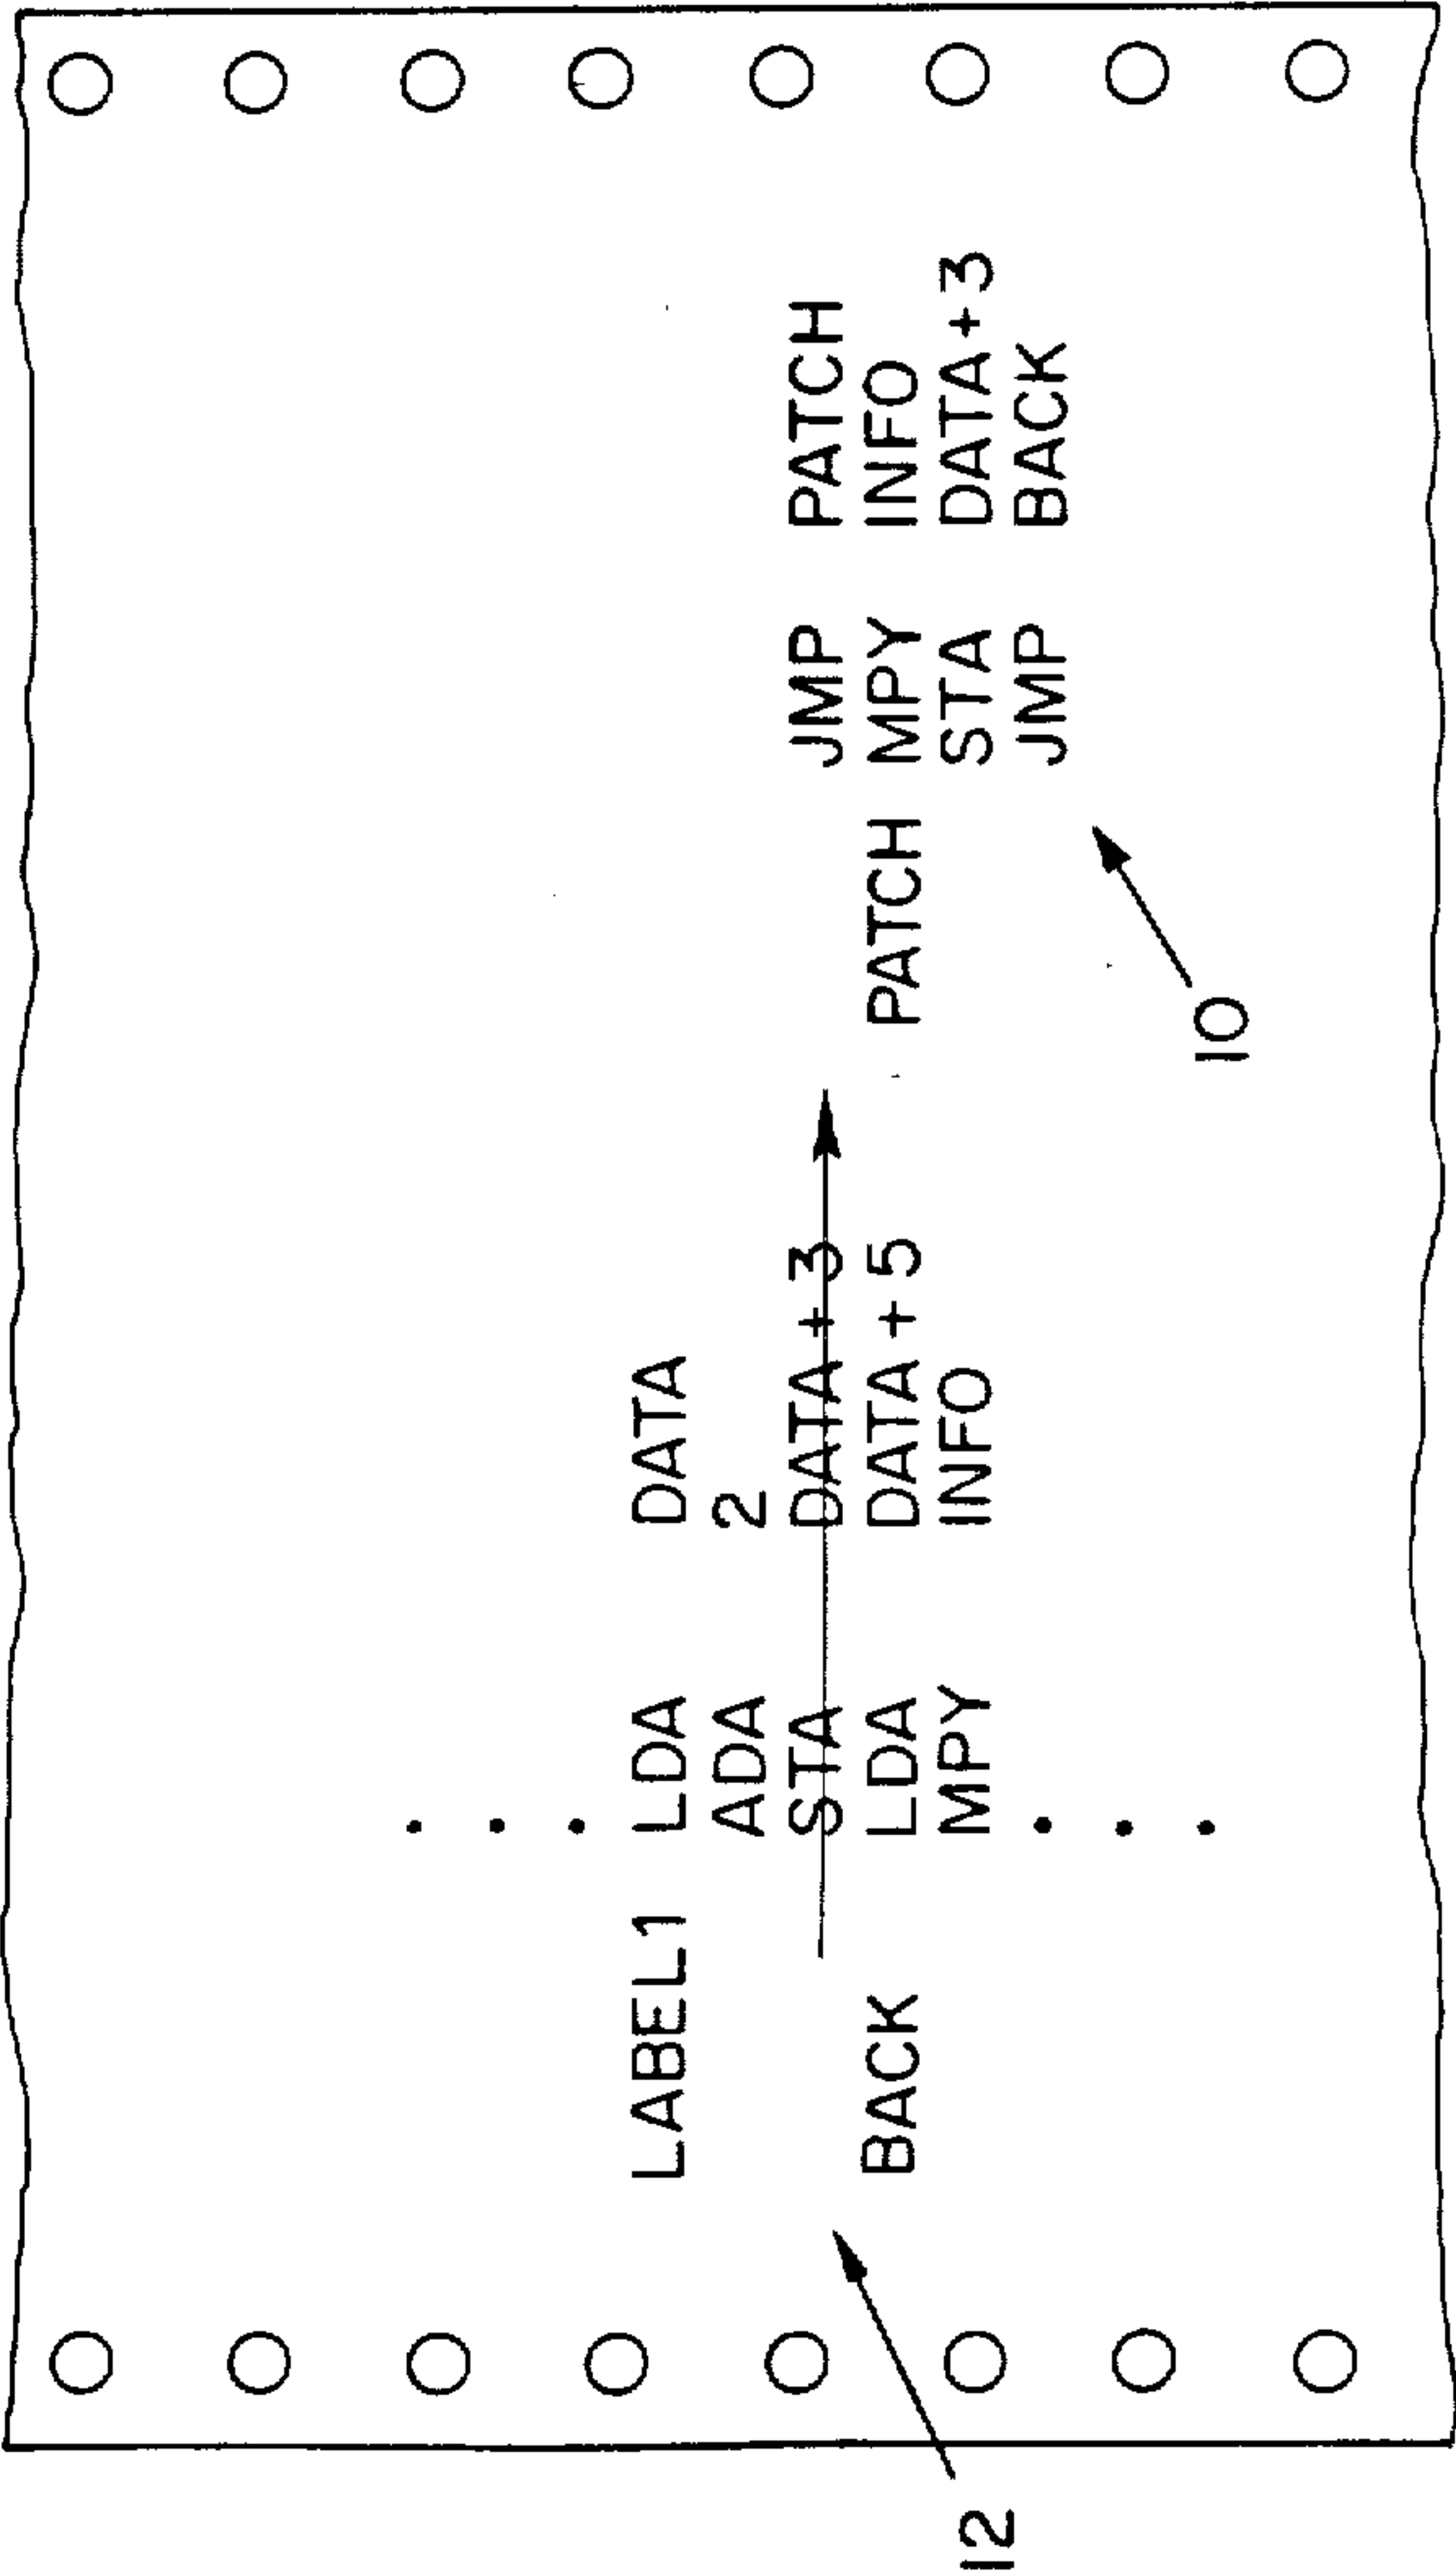 LABEL1 LDA DATA
ADA 2
STA DATA+3 JMP PATCH
BACK LDA DATA+5 PATCH MPY INFO
MPY INFO STA DATA+3
JMP BACK
10
12